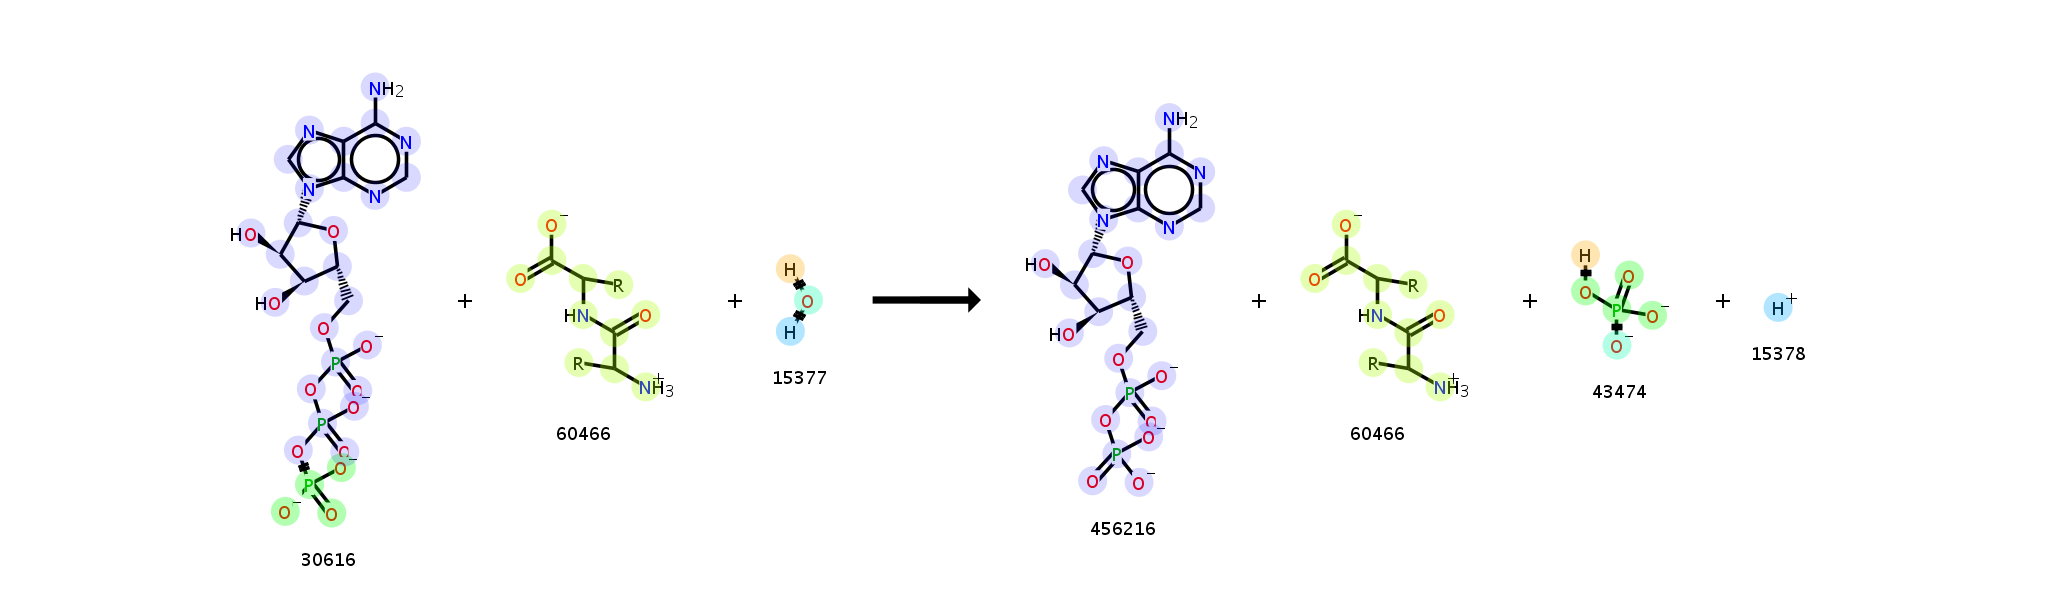 NH2
N
N
N
N
HO
O
HO
O
O−
P
O
O
O−
P
O
O
O−
P
O−
O
30616
+
O−
O
R
HN
O
R
NH3+
60466
+
H
O
H
15377
NH2
N
N
N
N
HO
O
HO
O
O−
P
O
O
O−
P
O
O−
456216
+
O−
O
R
HN
O
R
NH3+
60466
+
H
O
O
H
P
O−
O−
43474
+
H+
15378